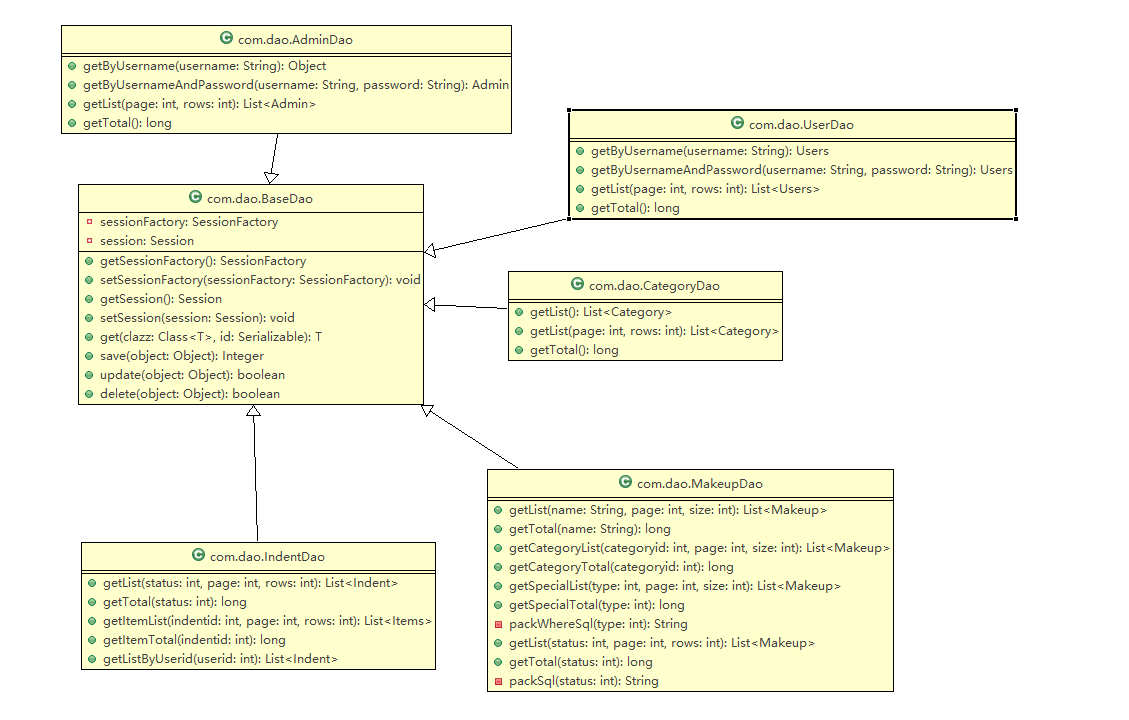 com.dao.AdminDao
getByUsername(username: String): Object
getByUsernameAndPassword(username: String, password: String): Admin
getList(page: int, rows: int): List<Admin>
getTotal(): long
com.dao.UserDao
getByUsername(username: String): Users
getByUsernameAndPassword(username: String, password: String): Users
getList(page: int, rows: int): List<Users>
getTotal(): long
com.dao.BaseDao
sessionFactory: SessionFactory
session: Session
getSessionFactory(): SessionFactory
setSessionFactory(sessionFactory: SessionFactory): void
getSession(): Session
setSession(session: Session): void
get(clazz: Class<T>, id: Serializable): T
save(object: Object): Integer
update(object: Object): boolean
delete(object: Object): boolean
com.dao.CategoryDao
getList(): List<Category>
getList(page: int, rows: int): List<Category>
getTotal(): long
com.dao.MakeupDao
getList(name: String, page: int, size: int): List<Makeup>
getTotal(name: String): long
getCategoryList(categoryid: int, page: int, size: int): List<Makeup>
getCategoryTotal(categoryid: int): long
getSpecialList(type: int, page: int, size: int): List<Makeup>
getSpecialTotal(type: int): long
packWhereSql(type: int): String
getList(status: int, page: int, rows: int): List<Makeup>
getTotal(status: int): long
packSql(status: int): String
com.dao.IndentDao
getList(status: int, page: int, rows: int): List<Indent>
getTotal(status: int): long
getItemList(indentid: int, page: int, rows: int): List<Items>
getItemTotal(indentid: int): long
getListByUserid(userid: int): List<Indent>